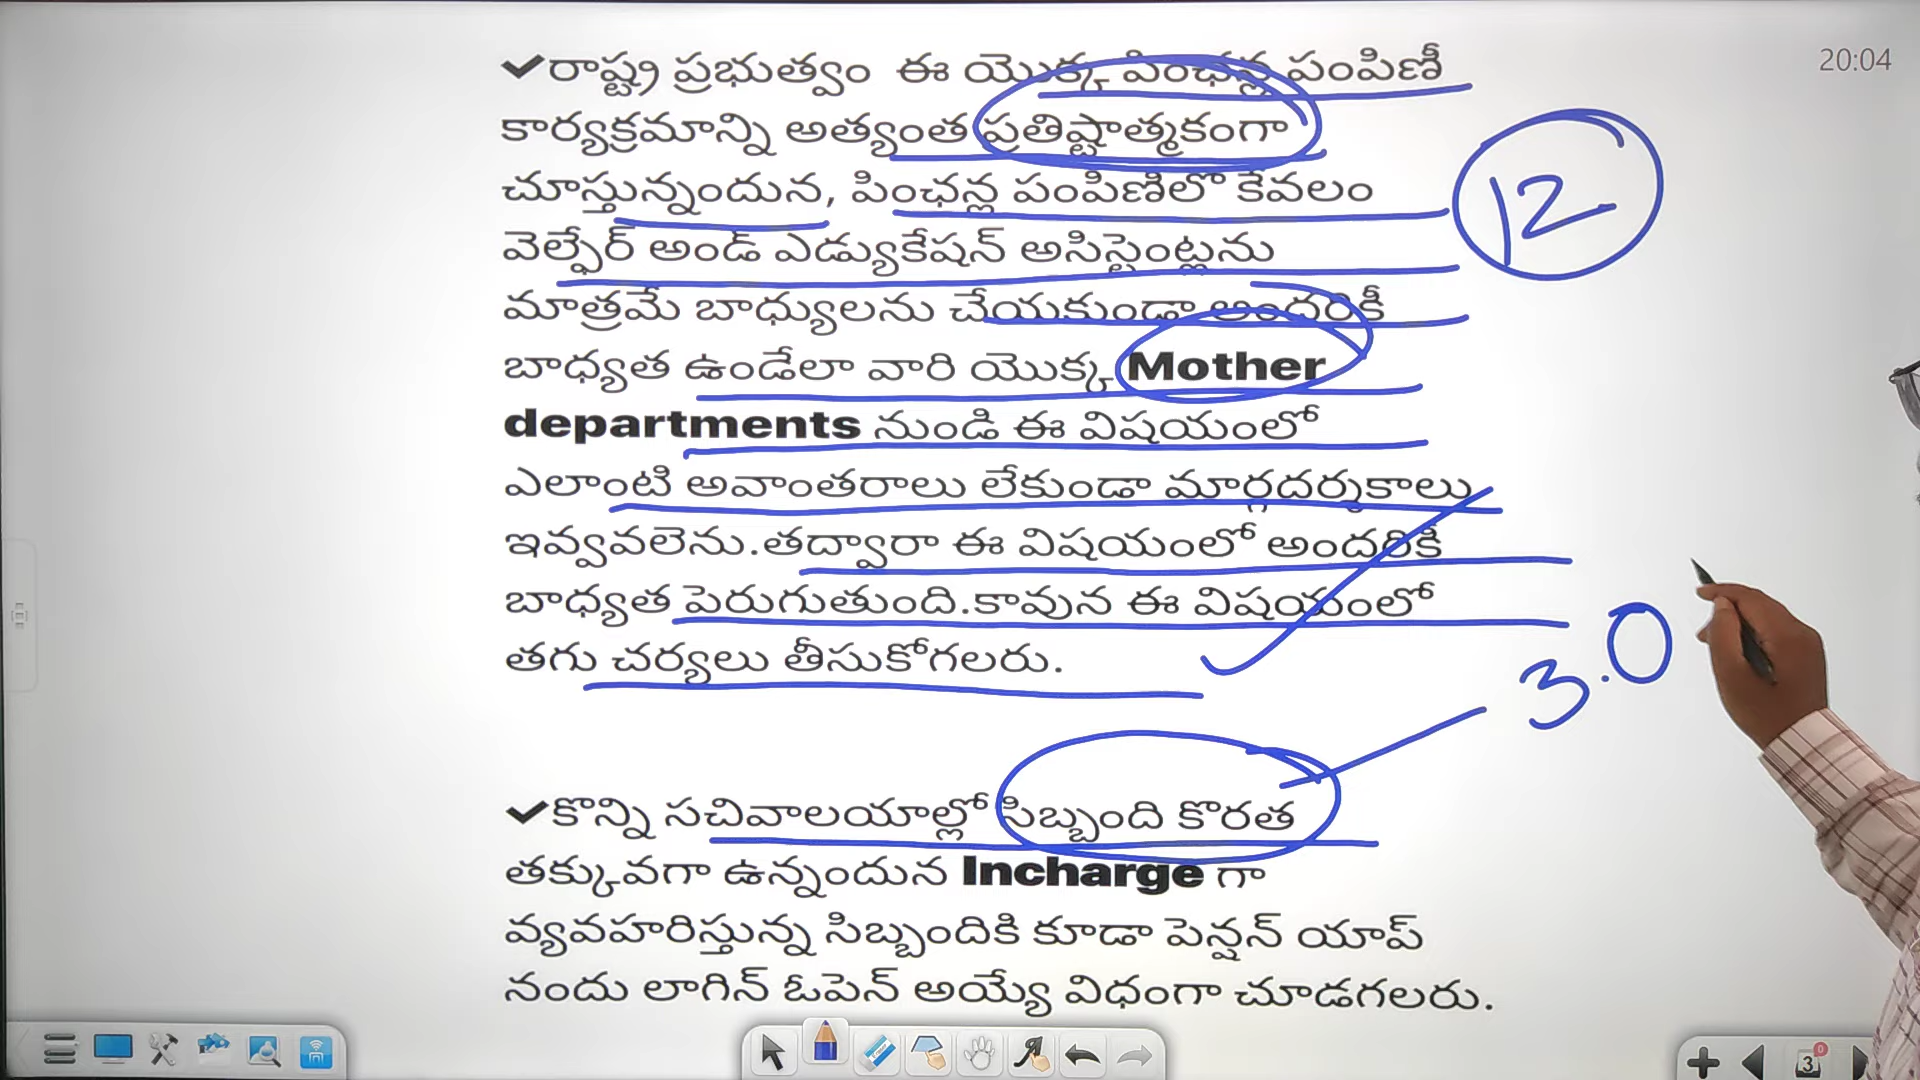 20:04
✔రాష్ట్ర ప్రభుత్వం ఈ యొక్క పింఛన్ల పంపిణీ
కార్యక్రమాన్ని అత్యంత ప్రతిష్టాత్మకంగా
చూస్తున్నందున, పింఛన్ల పంపిణీలో కేవలం
వెల్ఫేర్ అండ్ ఎడ్యుకేషన్ అసిస్టెంట్లను
మాత్రమే బాధ్యులను చేయకుండా అందరికీ
బాధ్యత ఉండేలా వారి యొక్క Mother
departments నుండి ఈ విషయంలో
ఎలాంటి అవాంతరాలు లేకుండా మార్గదర్శకాలు
ఇవ్వవలెను.తద్వారా ఈ విషయంలో అందరికీ
బాధ్యత పెరుగుతుంది.కావున ఈ విషయంలో
తగు చర్యలు తీసుకోగలరు.
12
3.0
✔కొన్ని సచివాలయాల్లో సిబ్బంది కొరత
తక్కువగా ఉన్నందున Incharge గా
వ్యవహరిస్తున్న సిబ్బందికి కూడా పెన్షన్ యాప్
నందు లాగిన్ ఓపెన్ అయ్యే విధంగా చూడగలరు.
3
0